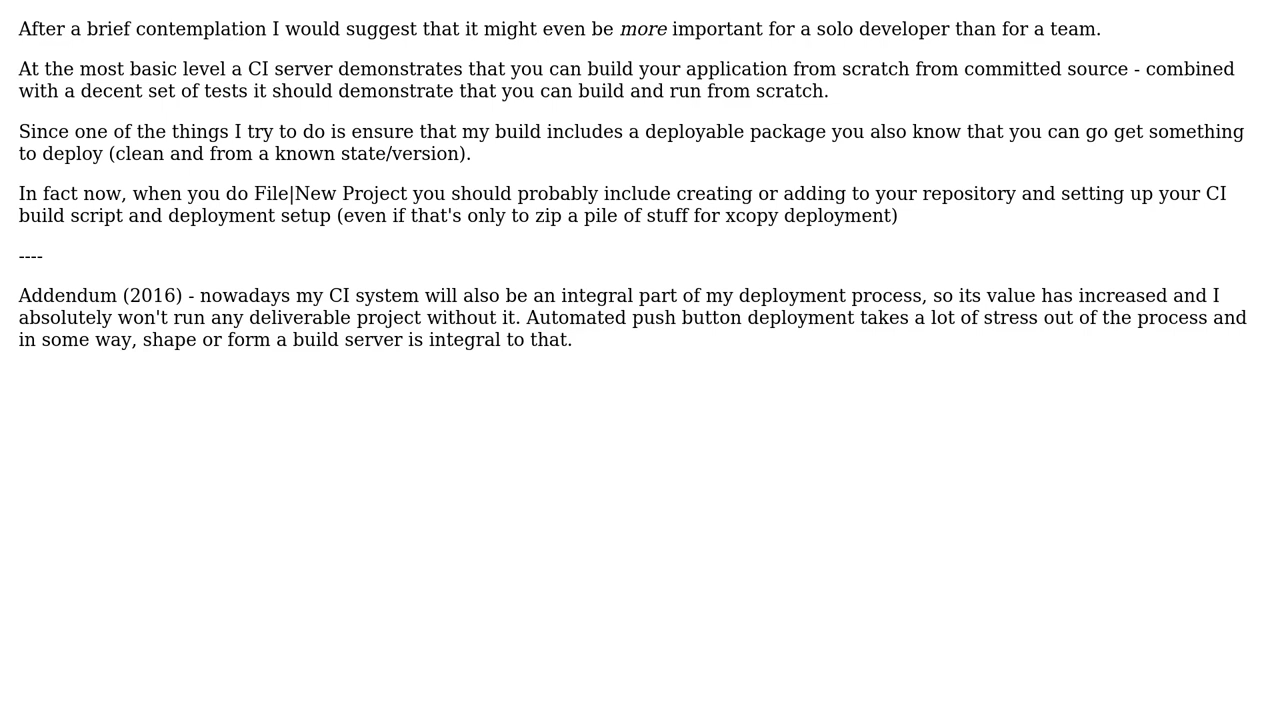 After a brief contemplation I would suggest that it might even be more important for a solo developer than for a team.
At the most basic level a CI server demonstrates that you can build your application from scratch from committed source - combined
with a decent set of tests it should demonstrate that you can build and run from scratch.
Since one of the things I try to do is ensure that my build includes a deployable package you also know that you can go get something
to deploy (clean and from a known state/version).
In fact now, when you do File|New Project you should probably include creating or adding to your repository and setting up your CI
build script and deployment setup (even if that's only to zip a pile of stuff for xcopy deployment)
----
Addendum (2016) - nowadays my CI system will also be an integral part of my deployment process, so its value has increased and I
absolutely won't run any deliverable project without it. Automated push button deployment takes a lot of stress out of the process and
in some way, shape or form a build server is integral to that.